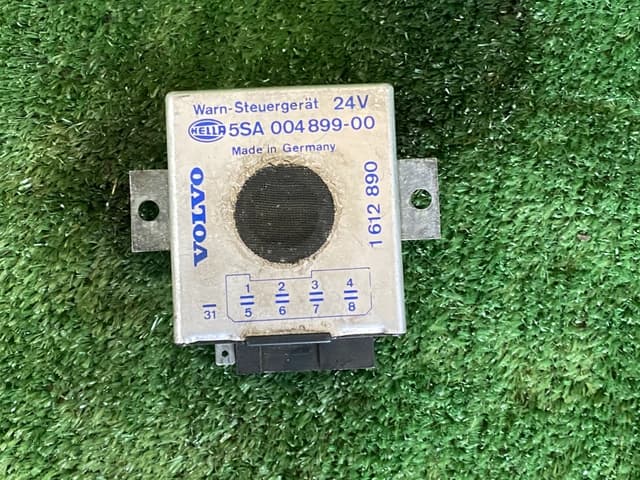 Warn-Steuergerät 24V
HELLA 5SA 004 899-00
Made in Germany
VOLVO
1 612 890
1 2 3 4
31 5 6 7 8